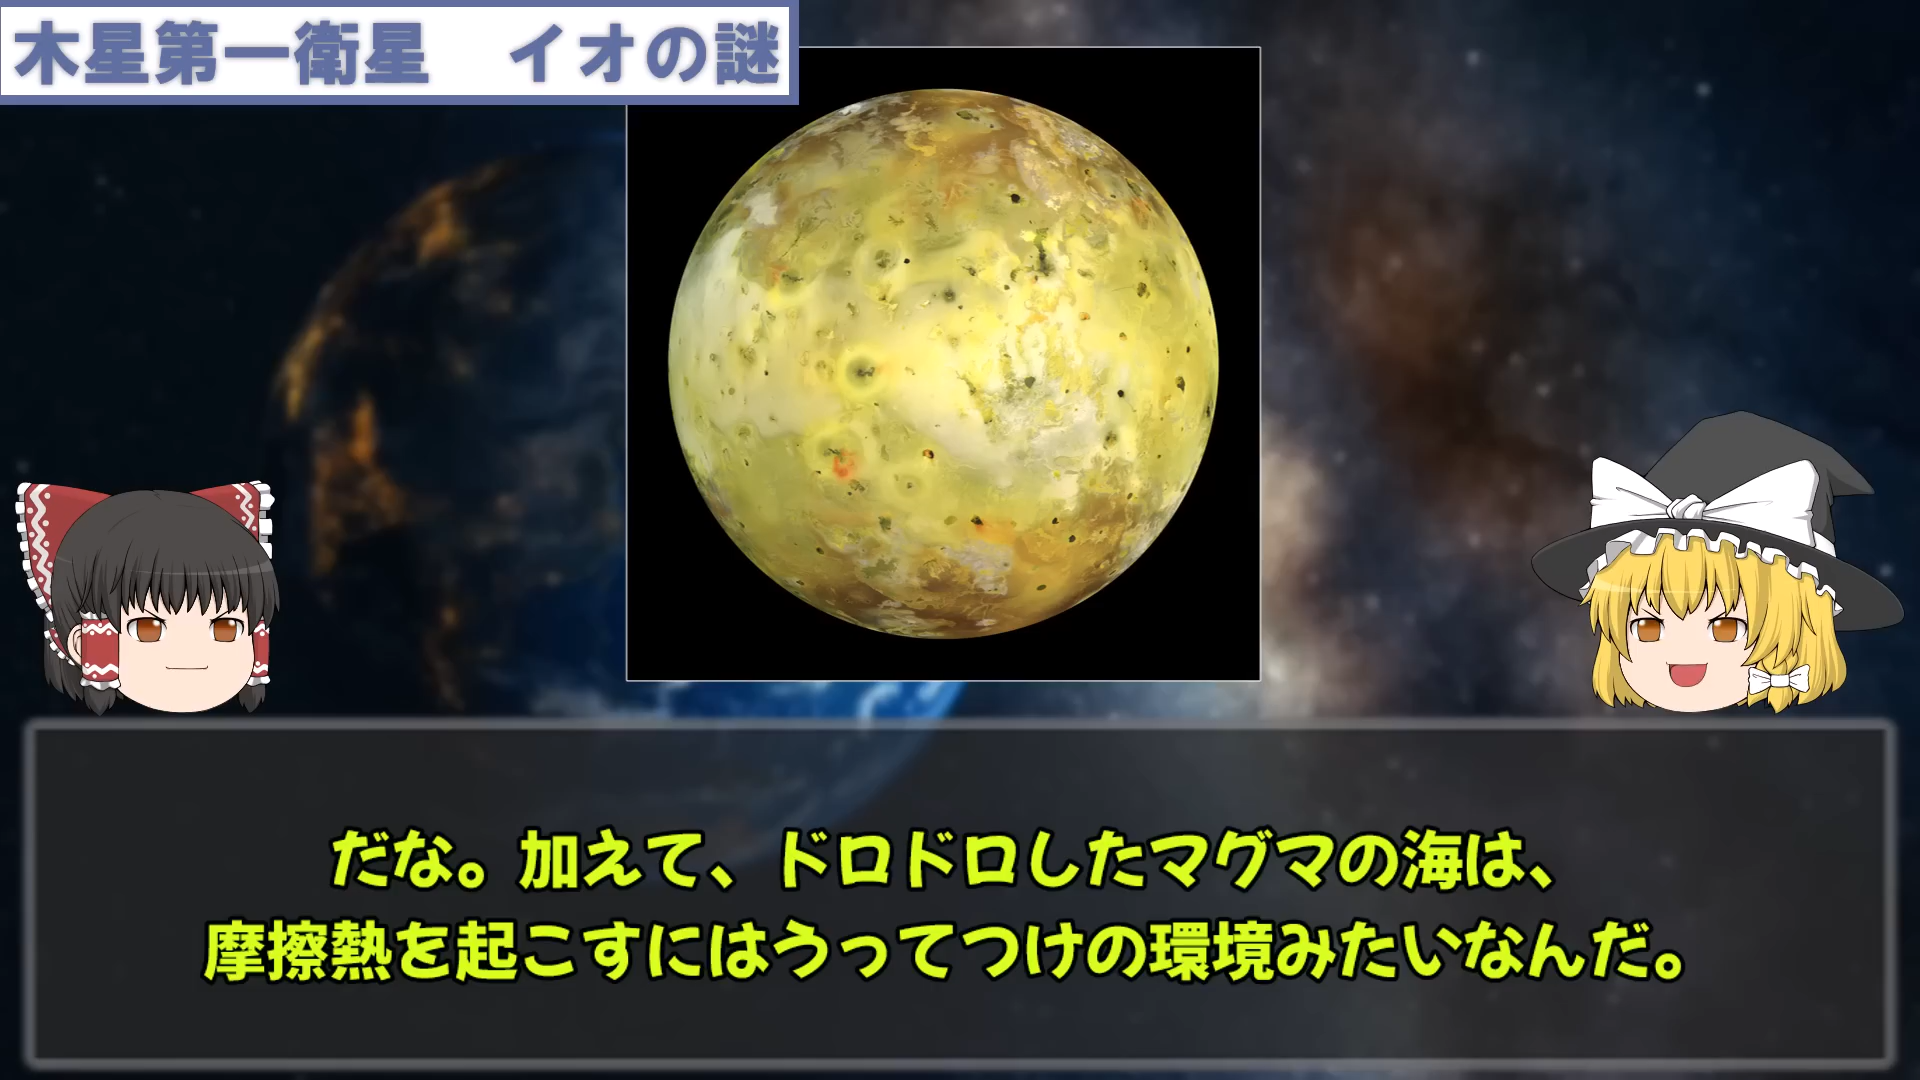 木星第一衛星　イオの謎
だな。加えて、ドロドロしたマグマの海は、
摩擦熱を起こすにはうってつけの環境みたいなんだ。